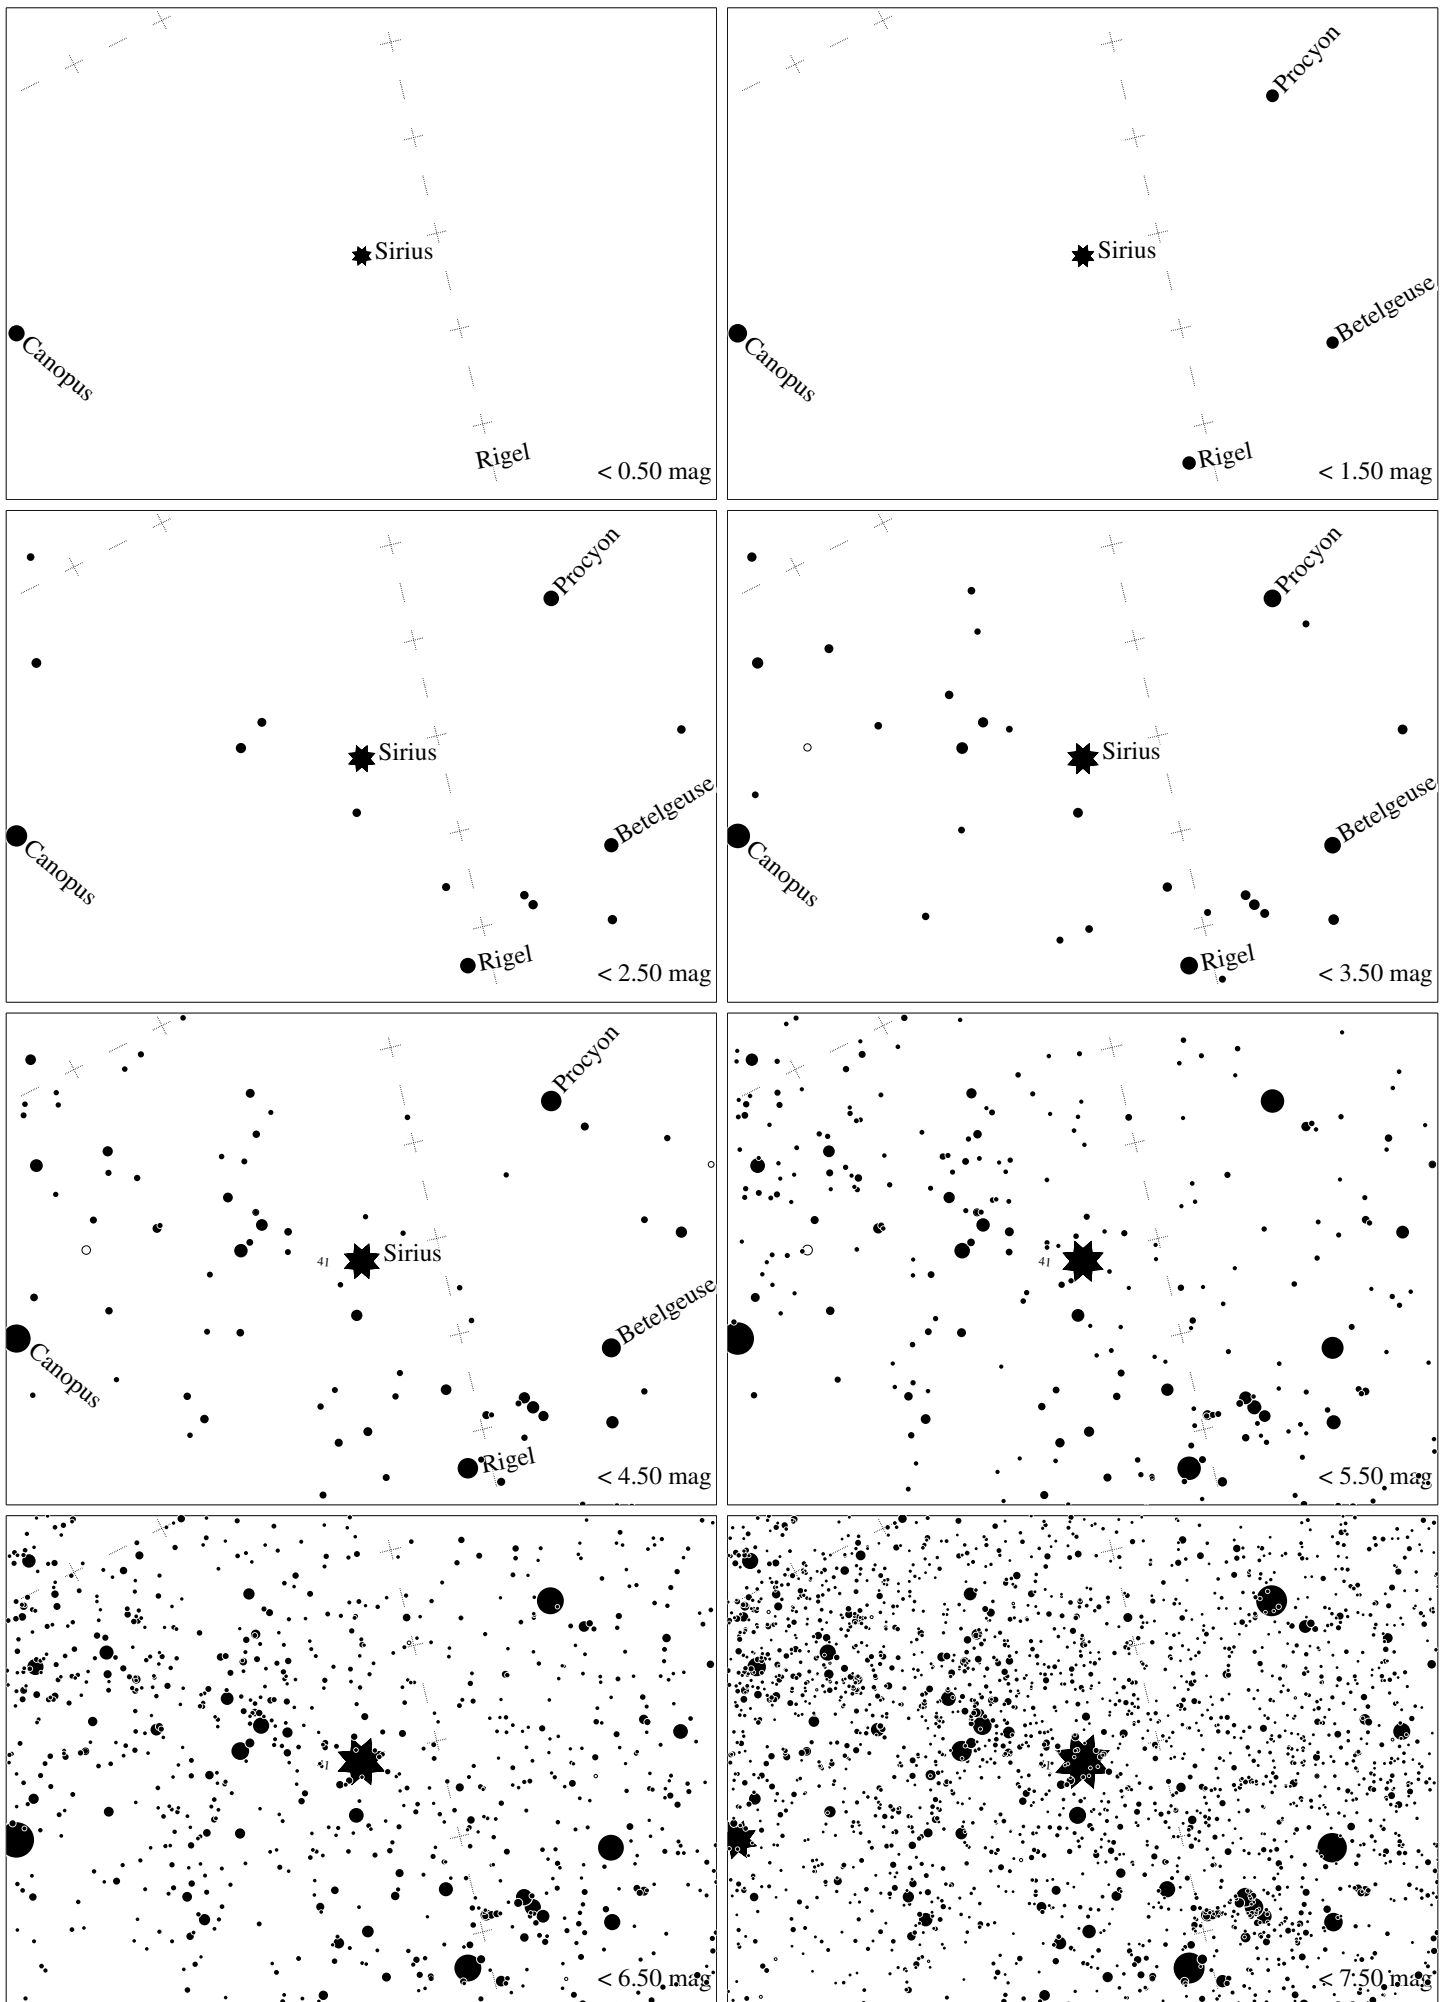 Sirius
Canopus
Rigel
< 0.50 mag
Procyon
Sirius
Betelgeuse
Canopus
Rigel
< 1.50 mag
Procyon
Sirius
Betelgeuse
Canopus
Rigel
< 2.50 mag
Procyon
Sirius
Betelgeuse
Canopus
Rigel
< 3.50 mag
Procyon
41
Sirius
Betelgeuse
Canopus
Rigel
< 4.50 mag
41
< 5.50 mag
41
< 6.50 mag
< 7.50 mag